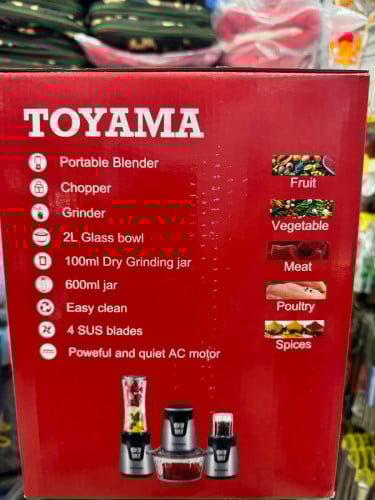 TOYAMA
Portable Blender
Chopper
Grinder
2L Glass bowl
100ml Dry Grinding jar
600ml jar
Easy clean
4 SUS blades
Poweful and quiet AC motor
Fruit
Vegetable
Meat
Poultry
Spices